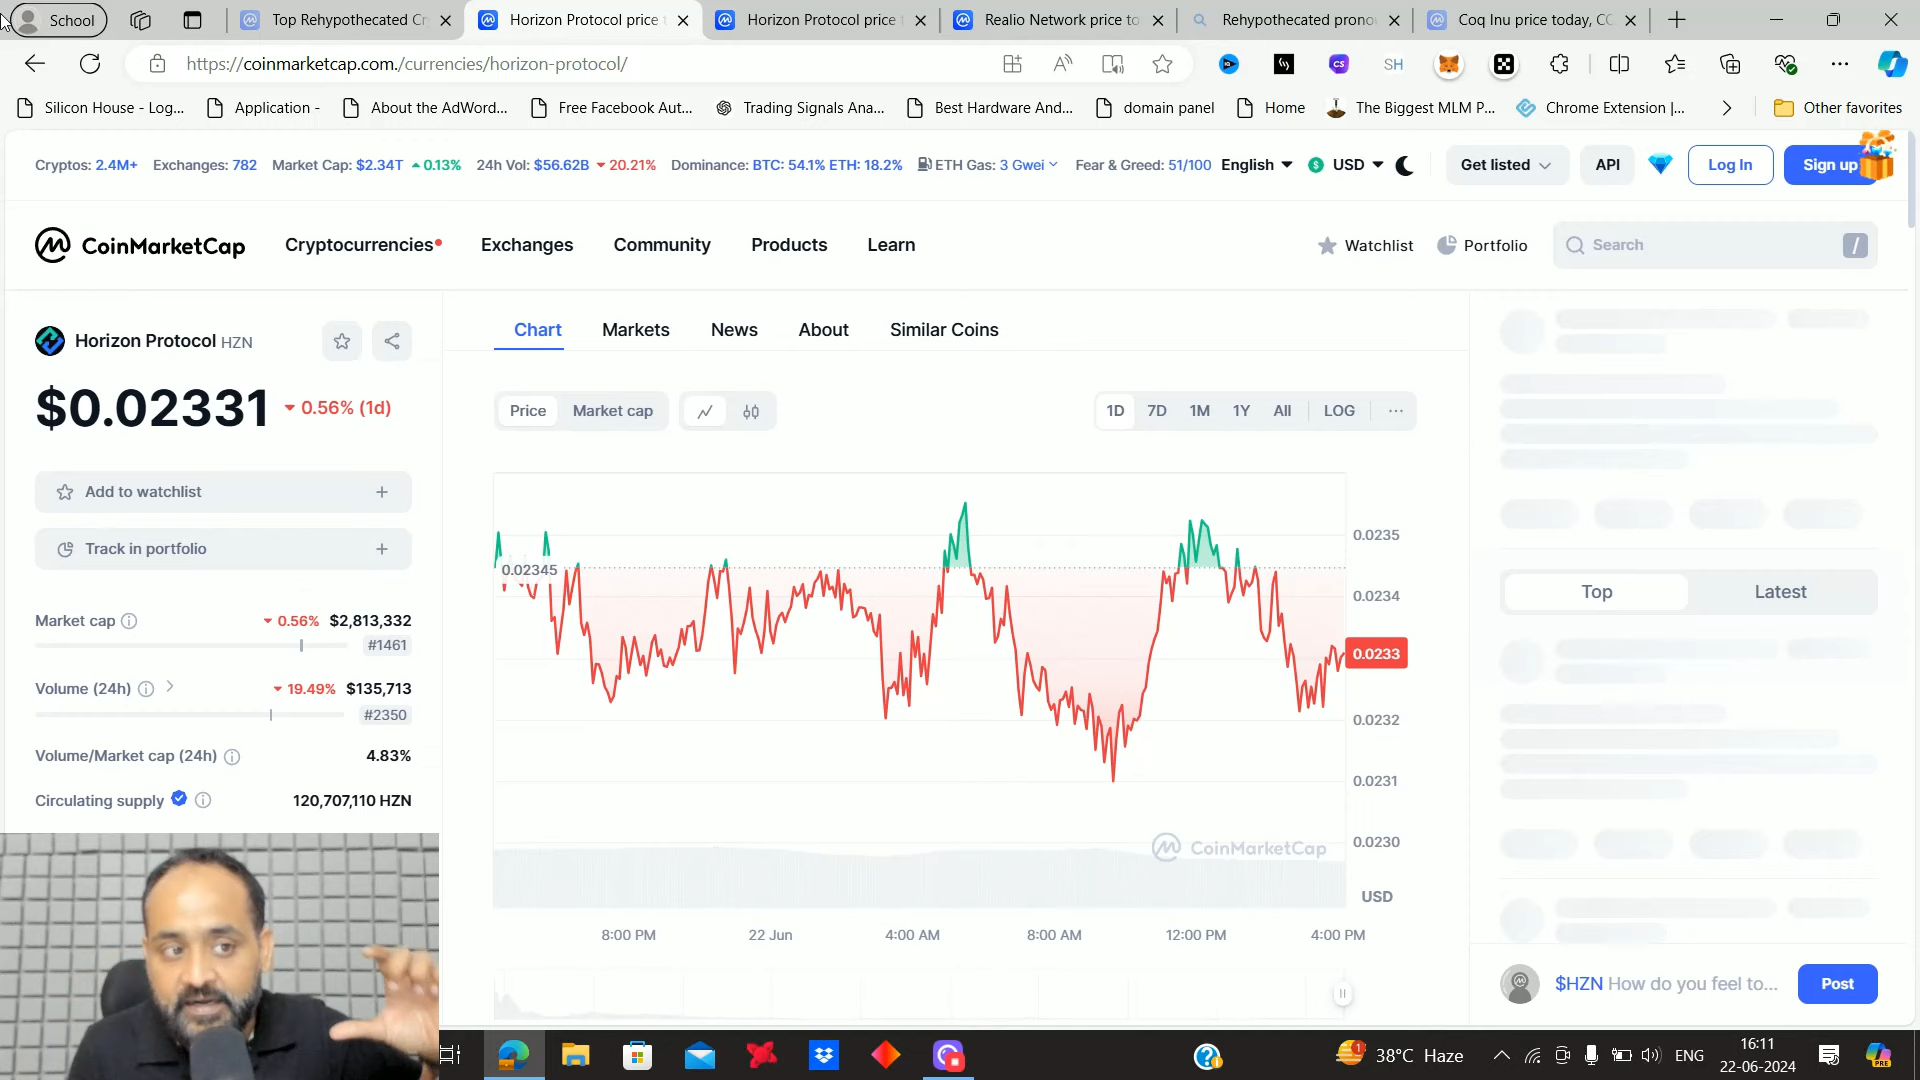 School
Top Rehypothecated Cr
Horizon Protocol price t
Horizon Protocol price t
Realio Network price to
Rehypothecated prono
Coq Inu price today, CC
https://coinmarketcap.com./currencies/horizon-protocol/
SH
CS
Silicon House - Log...
Application -
About the AdWord...
Free Facebook Aut...
Trading Signals Ana...
Best Hardware And...
domain panel
Home
The Biggest MLM P...
Chrome Extension |...
Other favorites
Cryptos: 2.4M+ Exchanges: 782 Market Cap: $2.34T 0.13% 24h Vol: $56.62B 20.21% Dominance: BTC: 54.1% ETH: 18.2% ETH Gas: 3 Gwei Fear & Greed: 51/100 English USD
Get listed
API
Log In
Sign up
CoinMarketCap
Cryptocurrencies
Exchanges
Community
Products
Learn
Watchlist
Portfolio
Search
/
Horizon Protocol HZN
$0.02331 0.56% (1d)
Add to watchlist +
Track in portfolio +
Market cap 0.56% $2,813,332
#1461
Volume (24h) 19.49% $135,713
#2350
Volume/Market cap (24h) 4.83%
Circulating supply 120,707,110 HZN
Chart
Markets
News
About
Similar Coins
Price
Market cap
1D
7D
1M
1Y
All
LOG
...
0.02345
0.0235
0.0234
0.0233
0.0232
0.0231
0.0230
CoinMarketCap
USD
8:00 PM
22 Jun
4:00 AM
8:00 AM
12:00 PM
4:00 PM
Top
Latest
$HZN How do you feel to...
Post
1
38°C Haze
ENG
16:11
22-06-2024
PRE